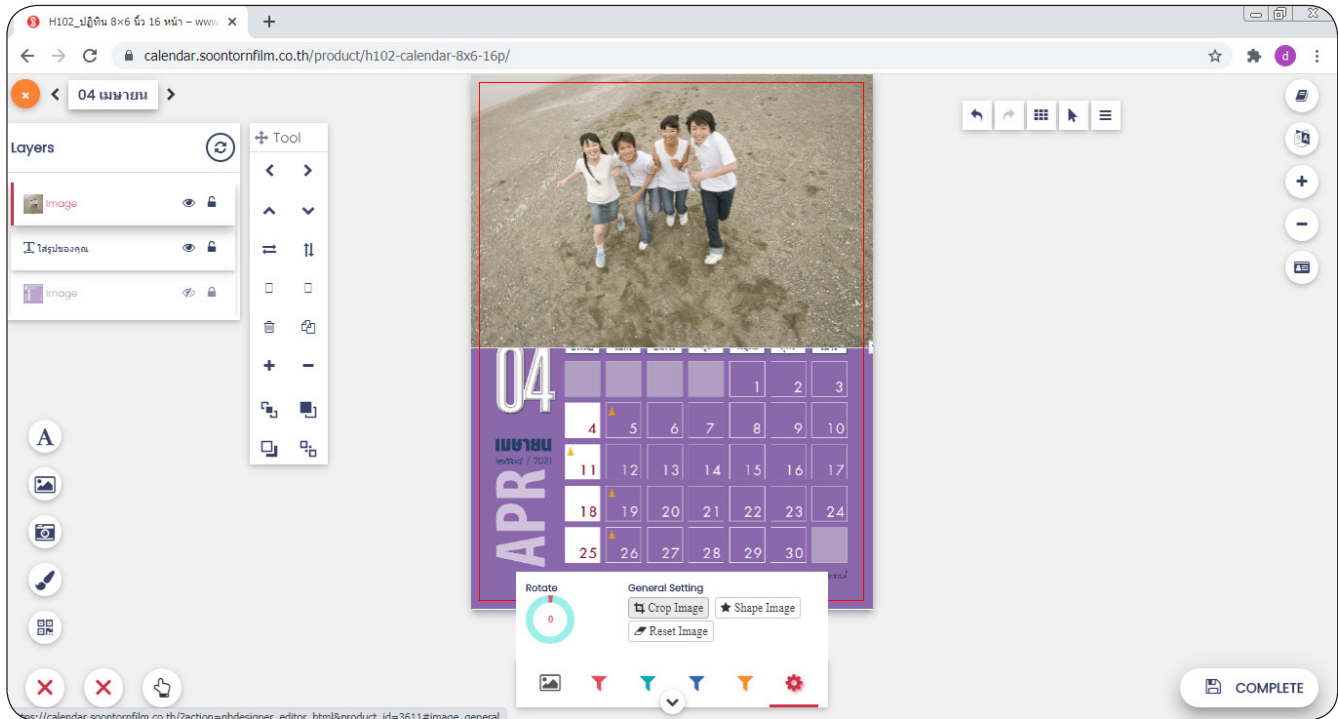 H102_ปฏิทิน 8×6 นิ้ว 16 หน้า – www
calendar.soontornfilm.co.th/product/h102-calendar-8x6-16p/
d
04 เมษายน
Layers
Tool
Image
T ใส่รูปของคุณ
Image
A
04
1 2 3
4 5 6 7 8 9 10
เมษายน
2021
11 12 13 14 15 16 17
APR
18 19 20 21 22 23 24
25 26 27 28 29 30
Rotate
0
General Setting
Crop Image
Shape Image
Reset Image
COMPLETE
https://calendar.soontornfilm.co.th/?action=nbdesigner_editor_html&product_id=3611#image_general